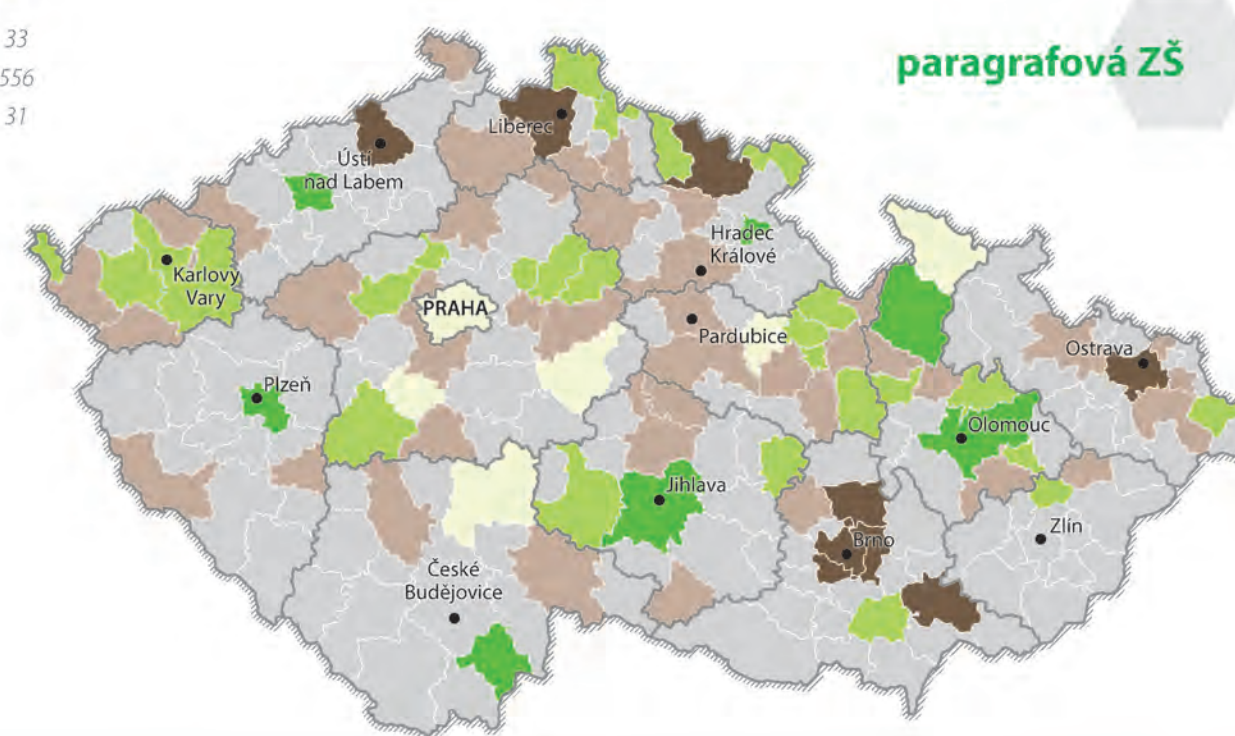 33
556
31
paragrafová ZŠ
Liberec
Ústí
nad Labem
Hradec
Králové
Karlovy
Vary
PRAHA
Pardubice
Ostrava
Plzeň
Olomouc
Jihlava
Zlín
Brno
České
Budějovice